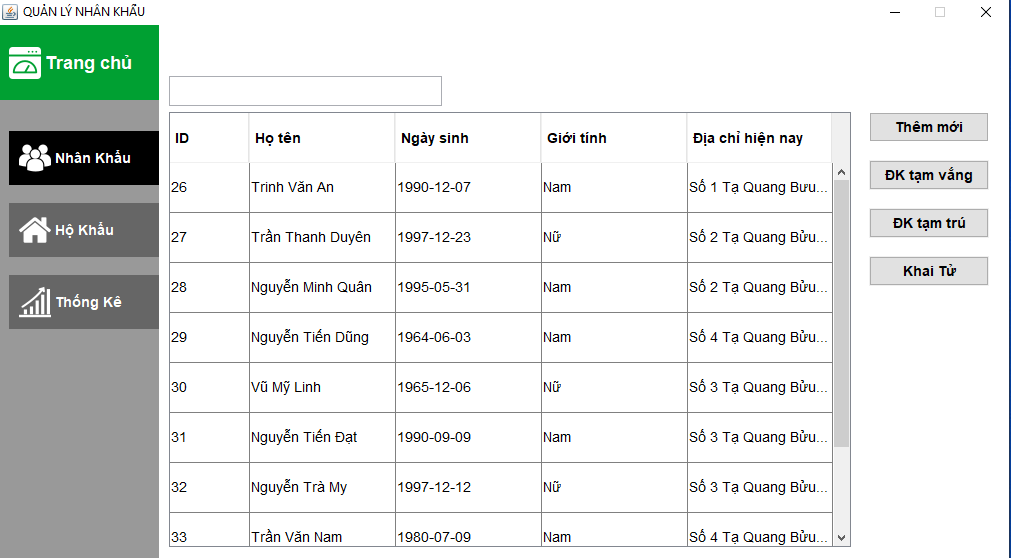 QUẢN LÝ NHÂN KHẨU
Trang chủ
Nhân Khẩu
Hộ Khẩu
Thống Kê
ID Họ tên Ngày sinh Giới tính Địa chỉ hiện nay
26 Trinh Văn An 1990-12-07 Nam Số 1 Tạ Quang Bưu...
27 Trần Thanh Duyên 1997-12-23 Nữ Số 2 Tạ Quang Bửu...
28 Nguyễn Minh Quân 1995-05-31 Nam Số 2 Tạ Quang Bửu...
29 Nguyễn Tiến Dũng 1964-06-03 Nam Số 4 Tạ Quang Bửu...
30 Vũ Mỹ Linh 1965-12-06 Nữ Số 3 Tạ Quang Bửu...
31 Nguyễn Tiến Đạt 1990-09-09 Nam Số 3 Tạ Quang Bửu...
32 Nguyễn Trà My 1997-12-12 Nữ Số 3 Tạ Quang Bửu...
33 Trần Văn Nam 1980-07-09 Nam Số 4 Tạ Quang Bửu...
Thêm mới
ĐK tạm vắng
ĐK tạm trú
Khai Tử